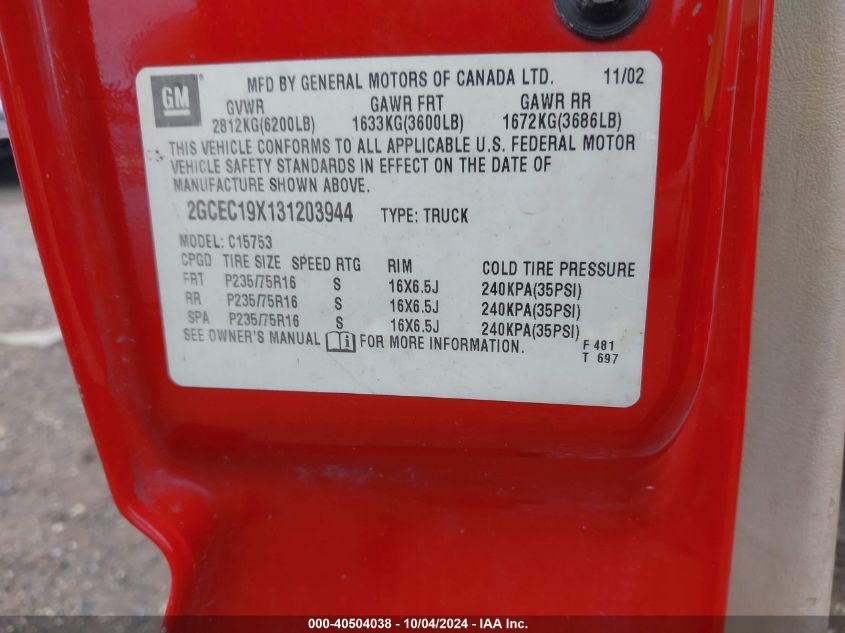 GM
MFD BY GENERAL MOTORS OF CANADA LTD. 11/02
GVWR GAWR FRT GAWR RR
2812KG(6200LB) 1633KG(3600LB) 1672KG(3686LB)
THIS VEHICLE CONFORMS TO ALL APPLICABLE U.S. FEDERAL MOTOR
VEHICLE SAFETY STANDARDS IN EFFECT ON THE DATE OF
MANUFACTURE SHOWN ABOVE.
2GCEC19X131203944 TYPE: TRUCK
MODEL: C15753
CPGD TIRE SIZE SPEED RTG RIM COLD TIRE PRESSURE
FRT P235/75R16 S 16X6.5J 240KPA(35PSI)
RR P235/75R16 S 16X6.5J 240KPA(35PSI)
SPA P235/75R16 S 16X6.5J 240KPA(35PSI)
SEE OWNER'S MANUAL FOR MORE INFORMATION.
F 481
T 697
000-40504038 - 10/04/2024 - IAA Inc.